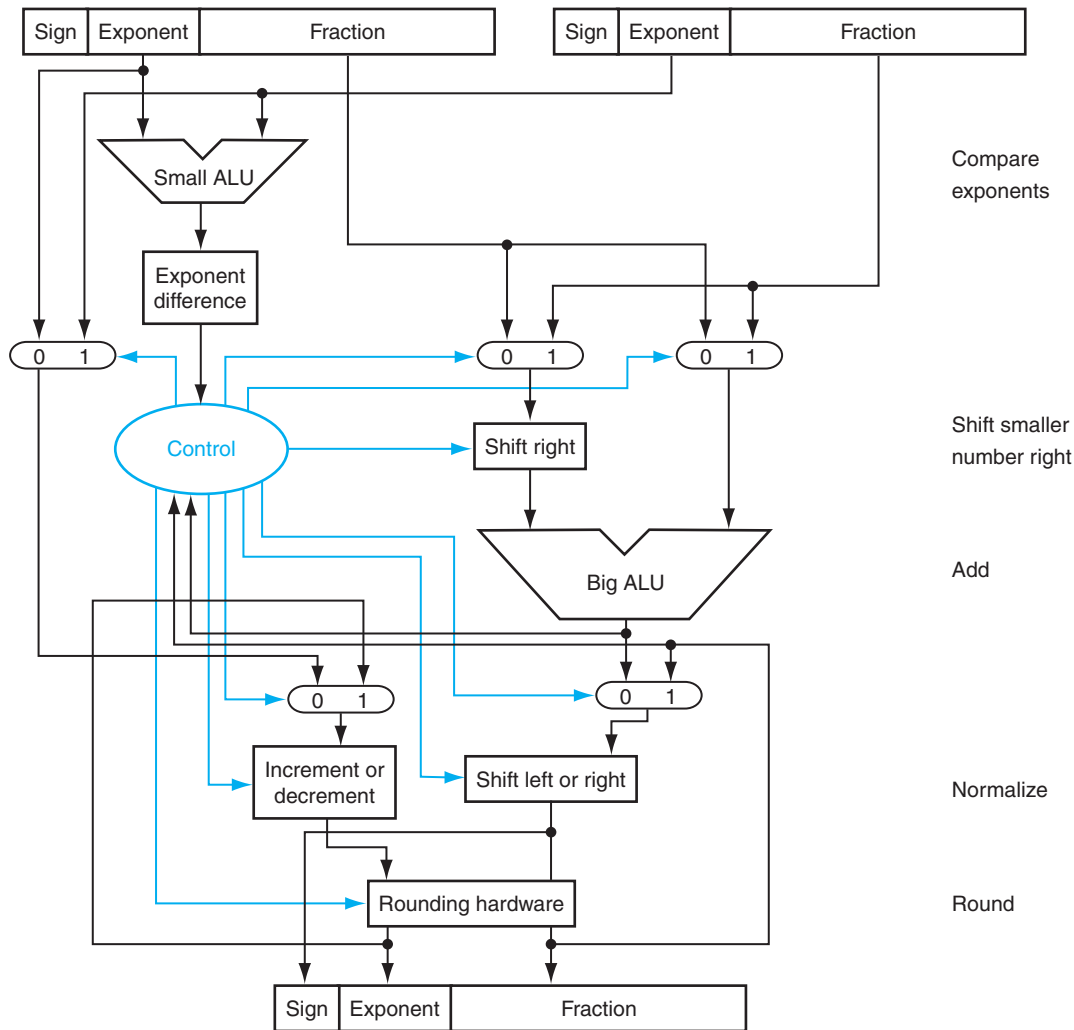 Sign Exponent Fraction
Sign Exponent Fraction
Small ALU
Compare
exponents
Exponent
difference
0 1
0 1
0 1
Control
Shift right
Shift smaller
number right
Big ALU
Add
0 1
0 1
Increment or
decrement
Shift left or right
Normalize
Rounding hardware
Round
Sign Exponent Fraction